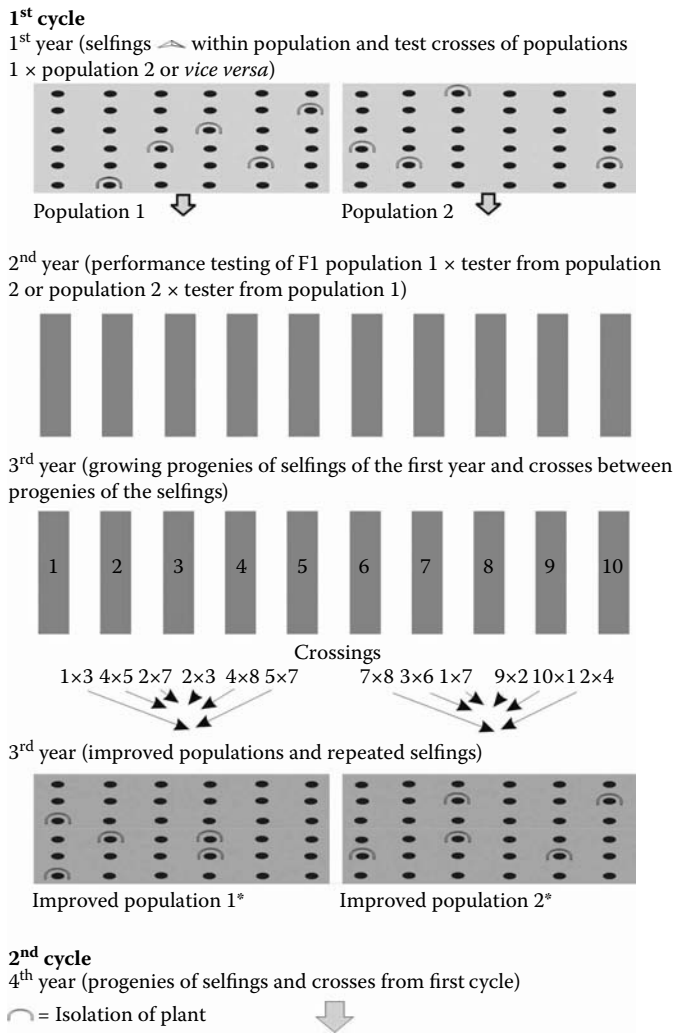 1st cycle
1st year (selfings within population and test crosses of populations
1 × population 2 or vice versa)
Population 1
Population 2
2nd year (performance testing of F1 population 1 × tester from population
2 or population 2 × tester from population 1)
3rd year (growing progenies of selfings of the first year and crosses between
progenies of the selfings)
1 2 3 4 5 6 7 8 9 10
Crossings
1×3 4×5 2×7 2×3 4×8 5×7 7×8 3×6 1×7 9×2 10×1 2×4
3rd year (improved populations and repeated selfings)
Improved population 1*
Improved population 2*
2nd cycle
4th year (progenies of selfings and crosses from first cycle)
= Isolation of plant